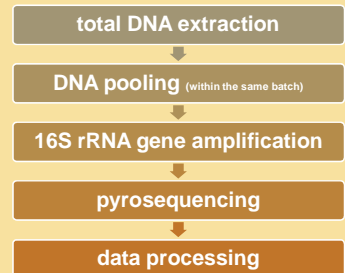 total DNA extraction
DNA pooling (within the same batch)
16S rRNA gene amplification
pyrosequencing
data processing